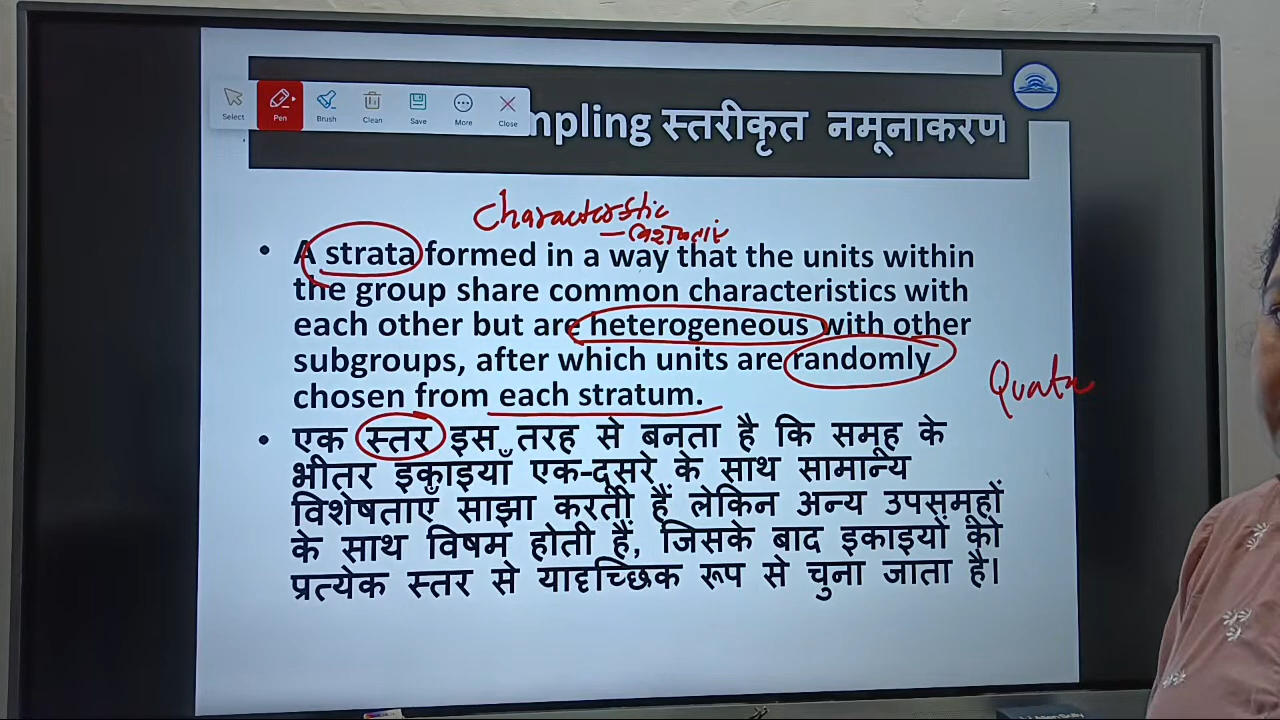 Select Pen Brush Clean Save More Close
mpling स्तरीकृत नमूनाकरण
Characterstic
• A strata formed in a way that the units within
the group share common characteristics with
each other but are heterogeneous with other
subgroups, after which units are randomly
chosen from each stratum.
Quata
• एक स्तर इस तरह से बनता है कि समूह के
भीतर इकाइयाँ एक-दूसरे के साथ सामान्य
विशेषताएँ साझा करती हैं लेकिन अन्य उपसमूहों
के साथ विषम होती हैं, जिसके बाद इकाइयों को
प्रत्येक स्तर से यादृच्छिक रूप से चुना जाता है।